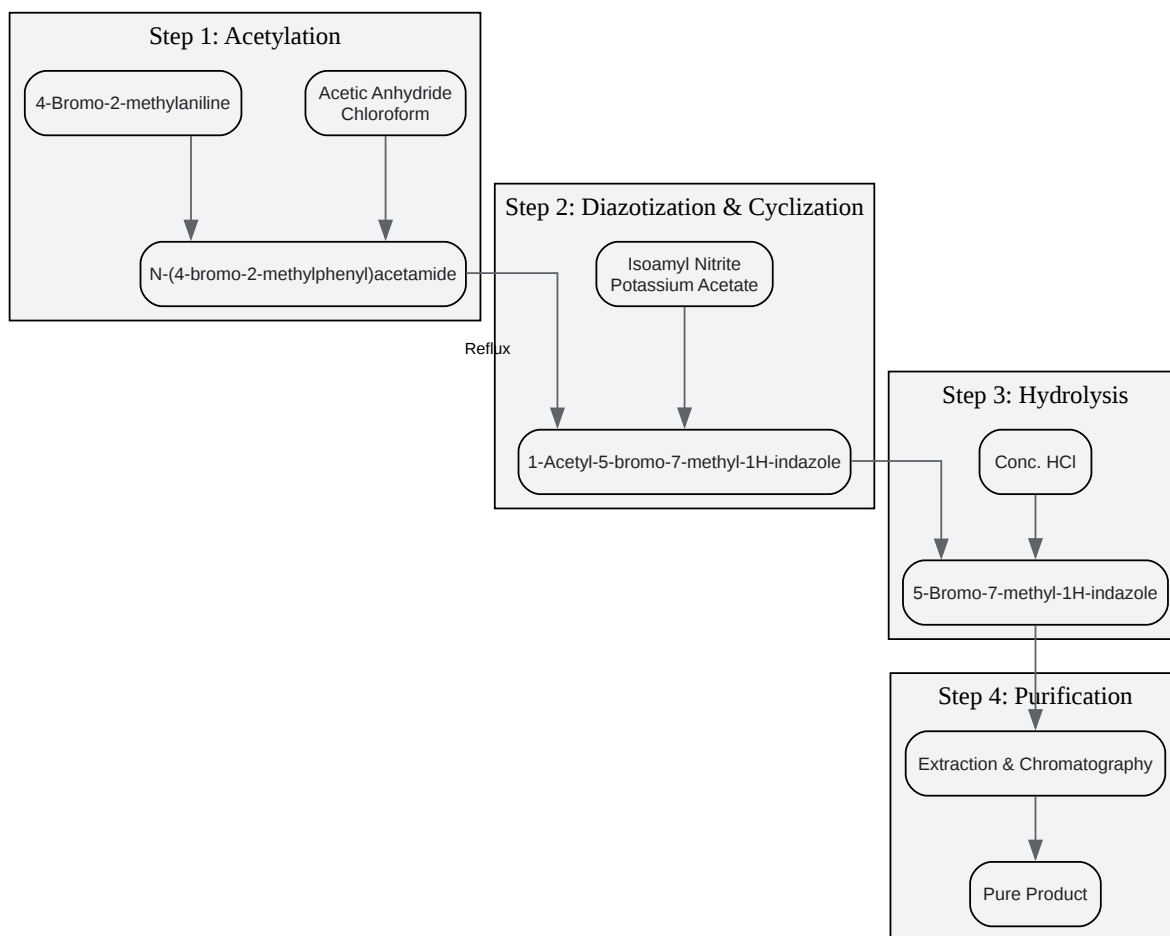 Step 1: Acetylation
4-Bromo-2-methylaniline
Acetic Anhydride
Chloroform
N-(4-bromo-2-methylphenyl)acetamide
Reflux
Step 2: Diazotization & Cyclization
Isoamyl Nitrite
Potassium Acetate
1-Acetyl-5-bromo-7-methyl-1H-indazole
Step 3: Hydrolysis
Conc. HCl
5-Bromo-7-methyl-1H-indazole
Step 4: Purification
Extraction & Chromatography
Pure Product